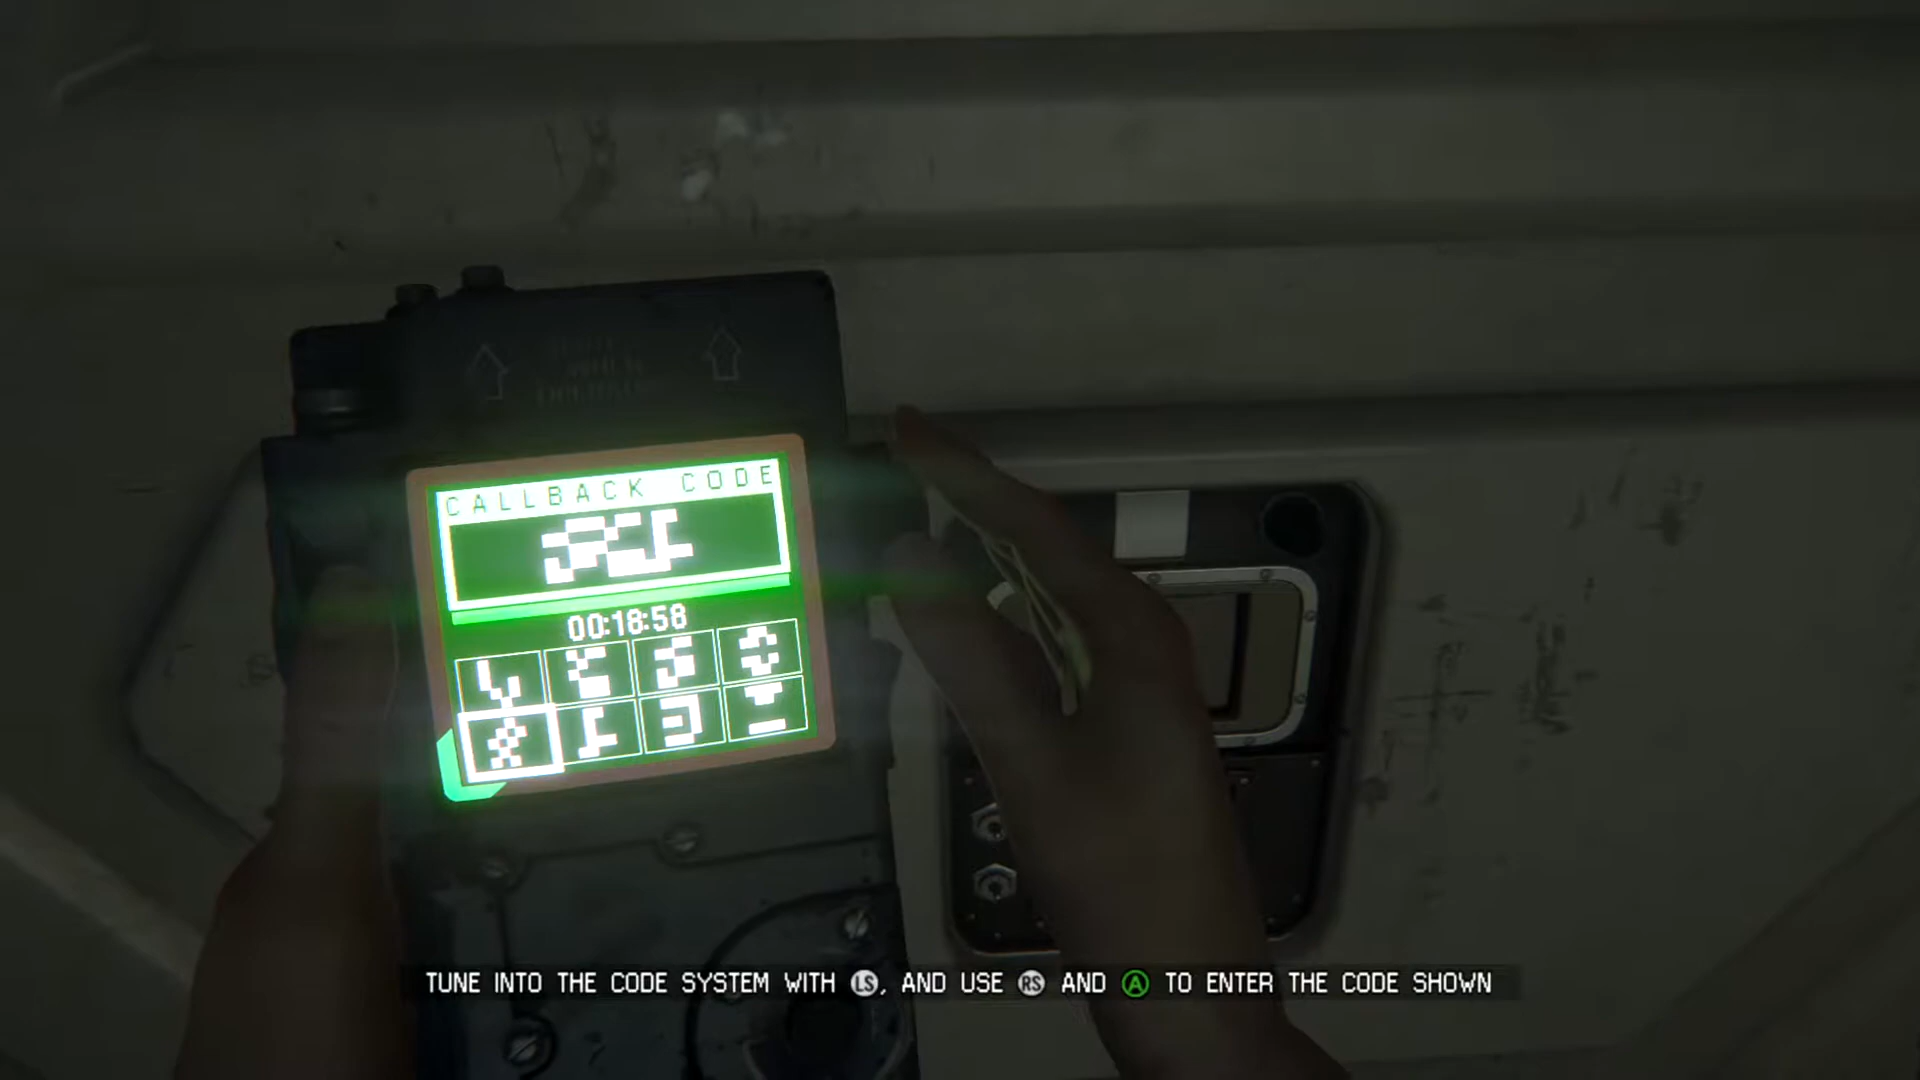 CALLBACK CODE
00:18:58
TUNE INTO THE CODE SYSTEM WITH LS, AND USE RS AND A TO ENTER THE CODE SHOWN